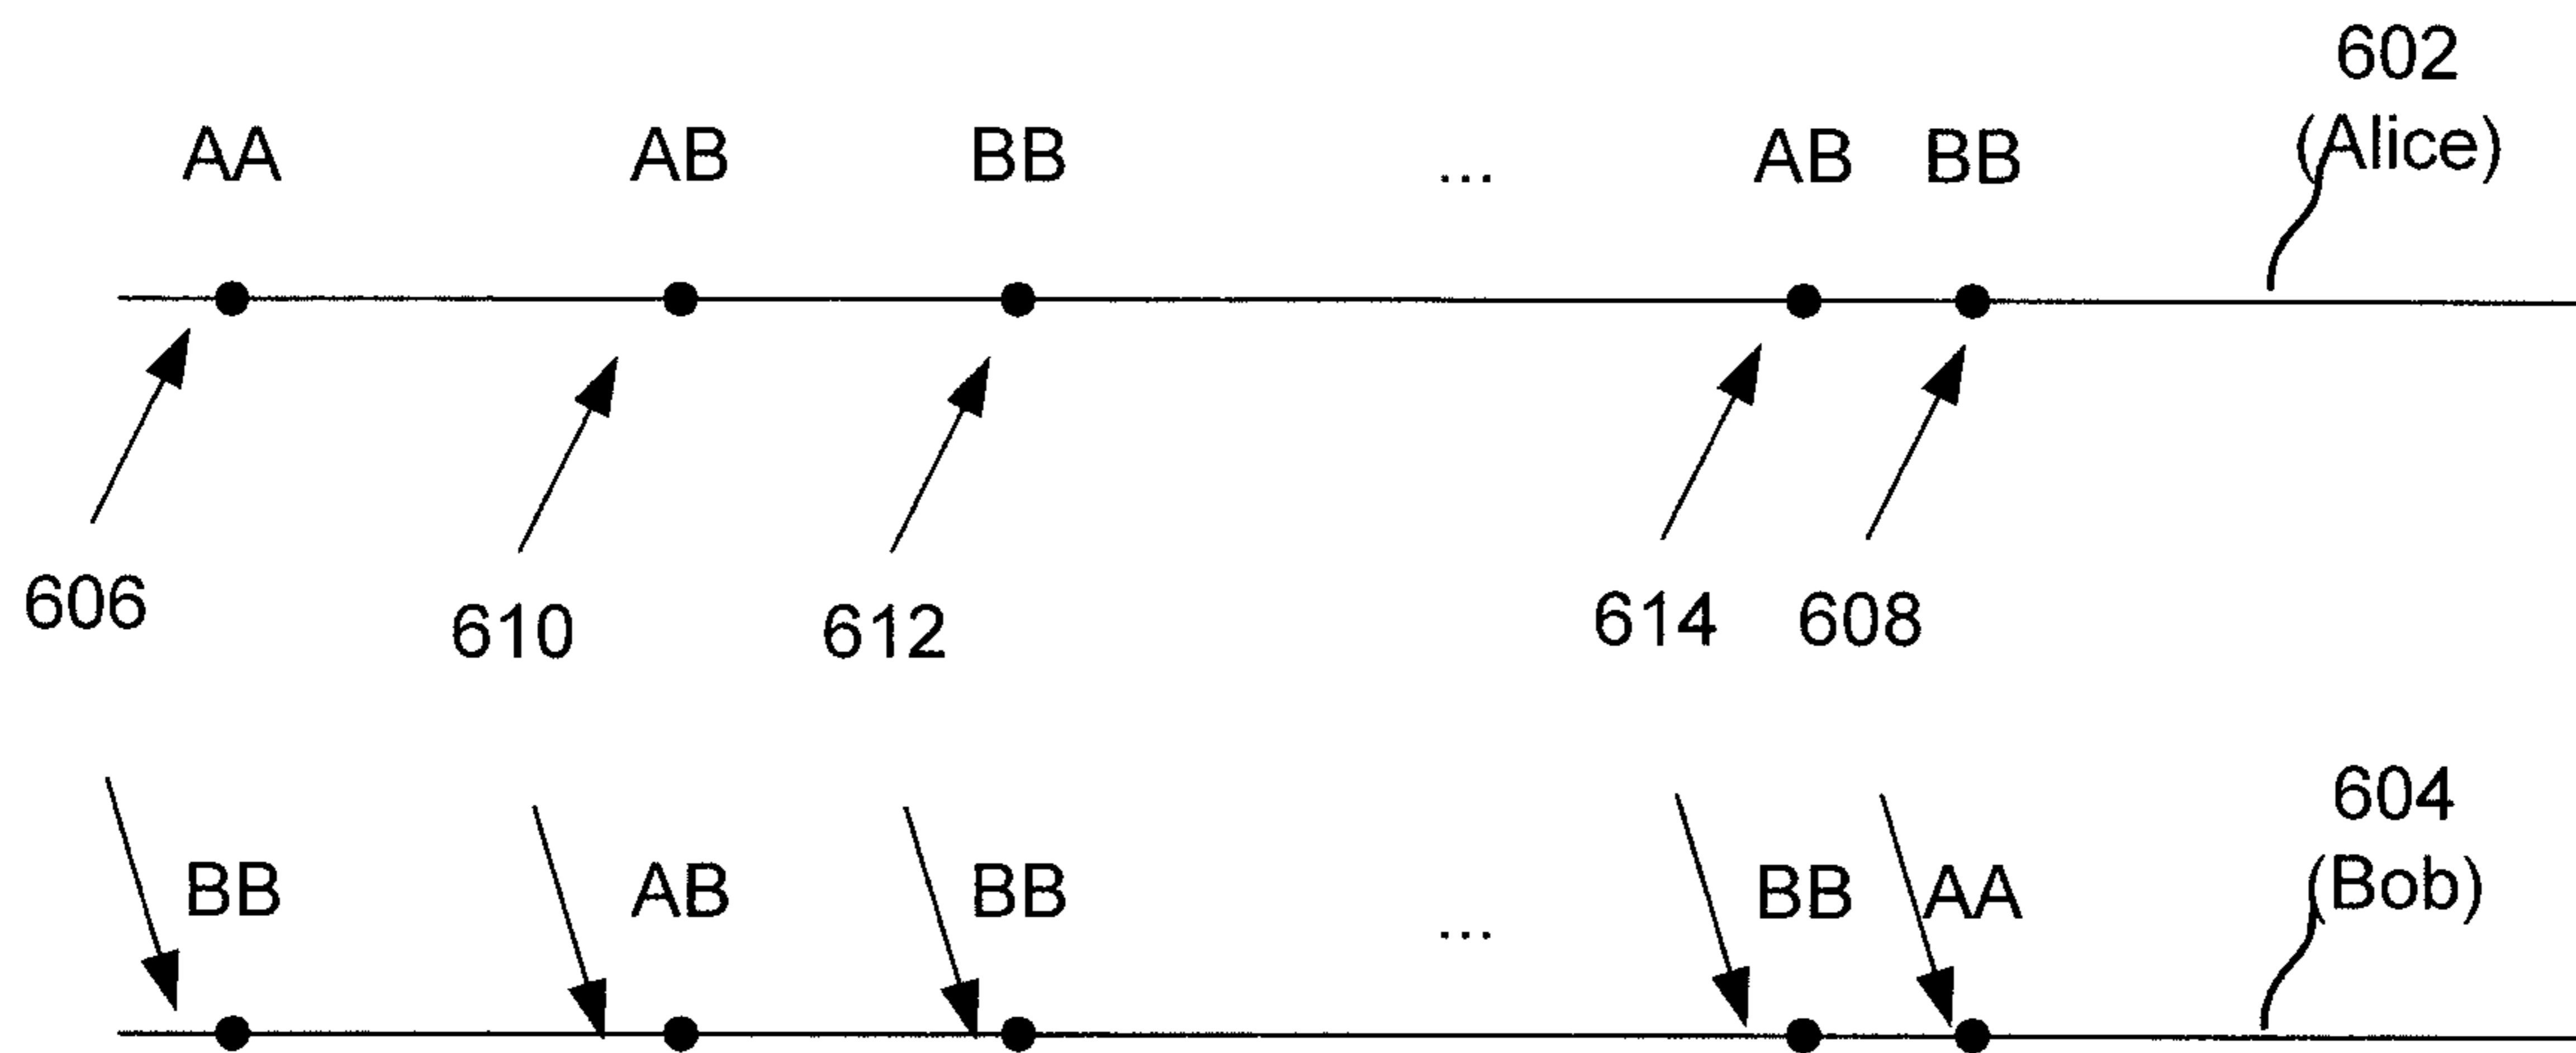 602
(Alice)
AA AB BB ... AB BB
606 610 612 614 608
604
(Bob)
BB AB BB ... BB AA